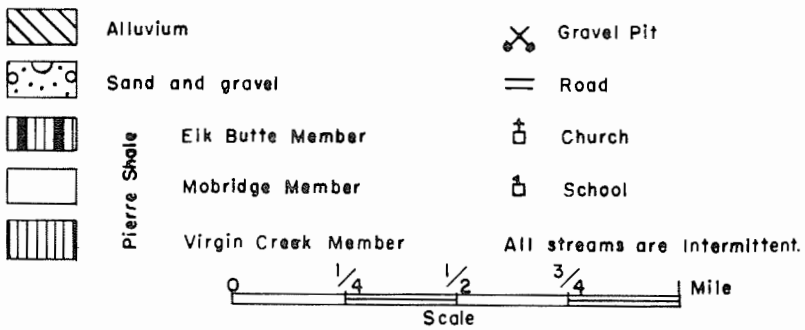 Alluvium
Gravel Pit
Sand and gravel
Road
Pierre Shale
Elk Butte Member
Church
Mobridge Member
School
Virgin Creek Member
All streams are Intermittent.
0 1/4 1/2 3/4 1 Mile
Scale